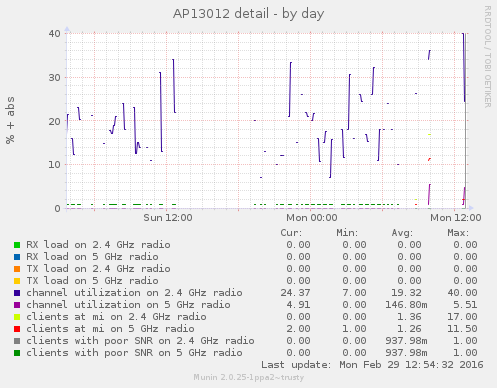 AP13012 detail - by day
RRDTOOL / TOBI OETIKER
% + abs
40
30
20
10
0
Sun 12:00 Mon 00:00 Mon 12:00
Cur: Min: Avg: Max:
RX load on 2.4 GHz radio 0.00 0.00 0.00 0.00
RX load on 5 GHz radio 0.00 0.00 0.00 0.00
TX load on 2.4 GHz radio 0.00 0.00 0.00 0.00
TX load on 5 GHz radio 0.00 0.00 0.00 0.00
channel utilization on 2.4 GHz radio 24.37 7.00 19.32 40.00
channel utilization on 5 GHz radio 4.91 0.00 146.80m 5.51
clients at mi on 2.4 GHz radio 0.00 0.00 1.36 17.00
clients at mi on 5 GHz radio 2.00 1.00 1.26 11.50
clients with poor SNR on 2.4 GHz radio 0.00 0.00 937.98m 1.00
clients with poor SNR on 5 GHz radio 0.00 0.00 937.98m 1.00
Last update: Mon Feb 29 12:54:32 2016
Munin 2.0.25-1ppa2~trusty